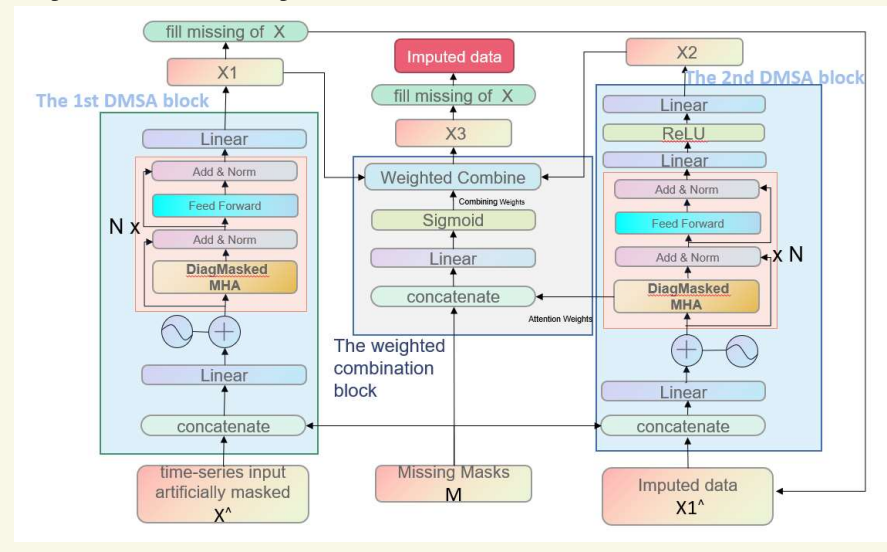 fill missing of X
X1
The 1st DMSA block
Linear
Add & Norm
Feed Forward
N x
Add & Norm
DiagMasked
MHA
Linear
concatenate
time-series input
artificially masked
X^
Imputed data
fill missing of X
X3
Weighted Combine
Combining Weights
Sigmoid
Linear
concatenate
Attention Weights
The weighted
combination
block
Missing Masks
M
X2
The 2nd DMSA block
Linear
ReLU
Linear
Add & Norm
Feed Forward
x N
Add & Norm
DiagMasked
MHA
Linear
concatenate
Imputed data
X1^